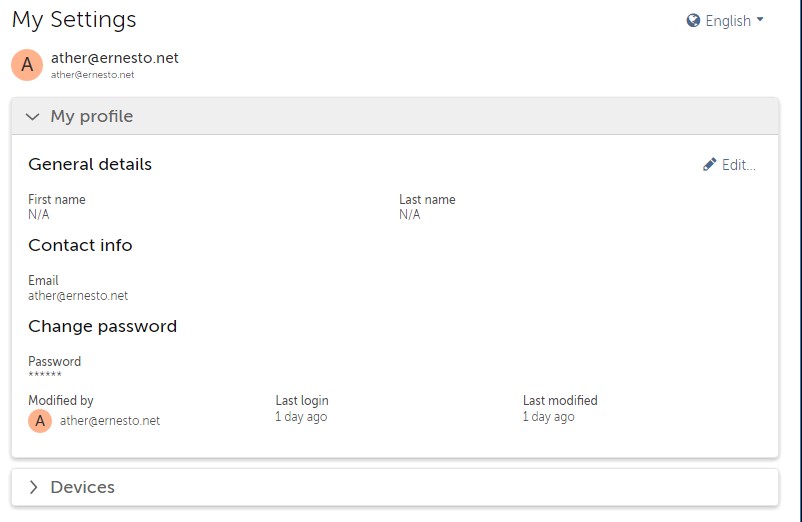 My Settings
English
A
ather@ernesto.net
ather@ernesto.net
My profile
General details
Edit...
First name
Last name
N/A
N/A
Contact info
Email
ather@ernesto.net
Change password
Password
******
Modified by
Last login
Last modified
A
ather@ernesto.net
1 day ago
1 day ago
Devices